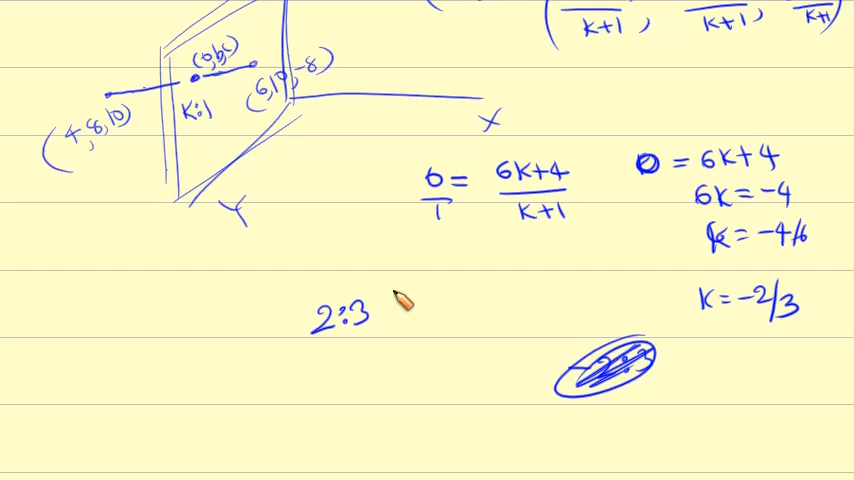 (    /k+1, /k+1, /k+1)
(0,b,c)
(6,10,-8)
(4,8,10)
K:1
X
Y
0/1 = (6K+4)/(K+1)
0 = 6K+4
6K = -4
K = -4/6
K = -2/3
2:3